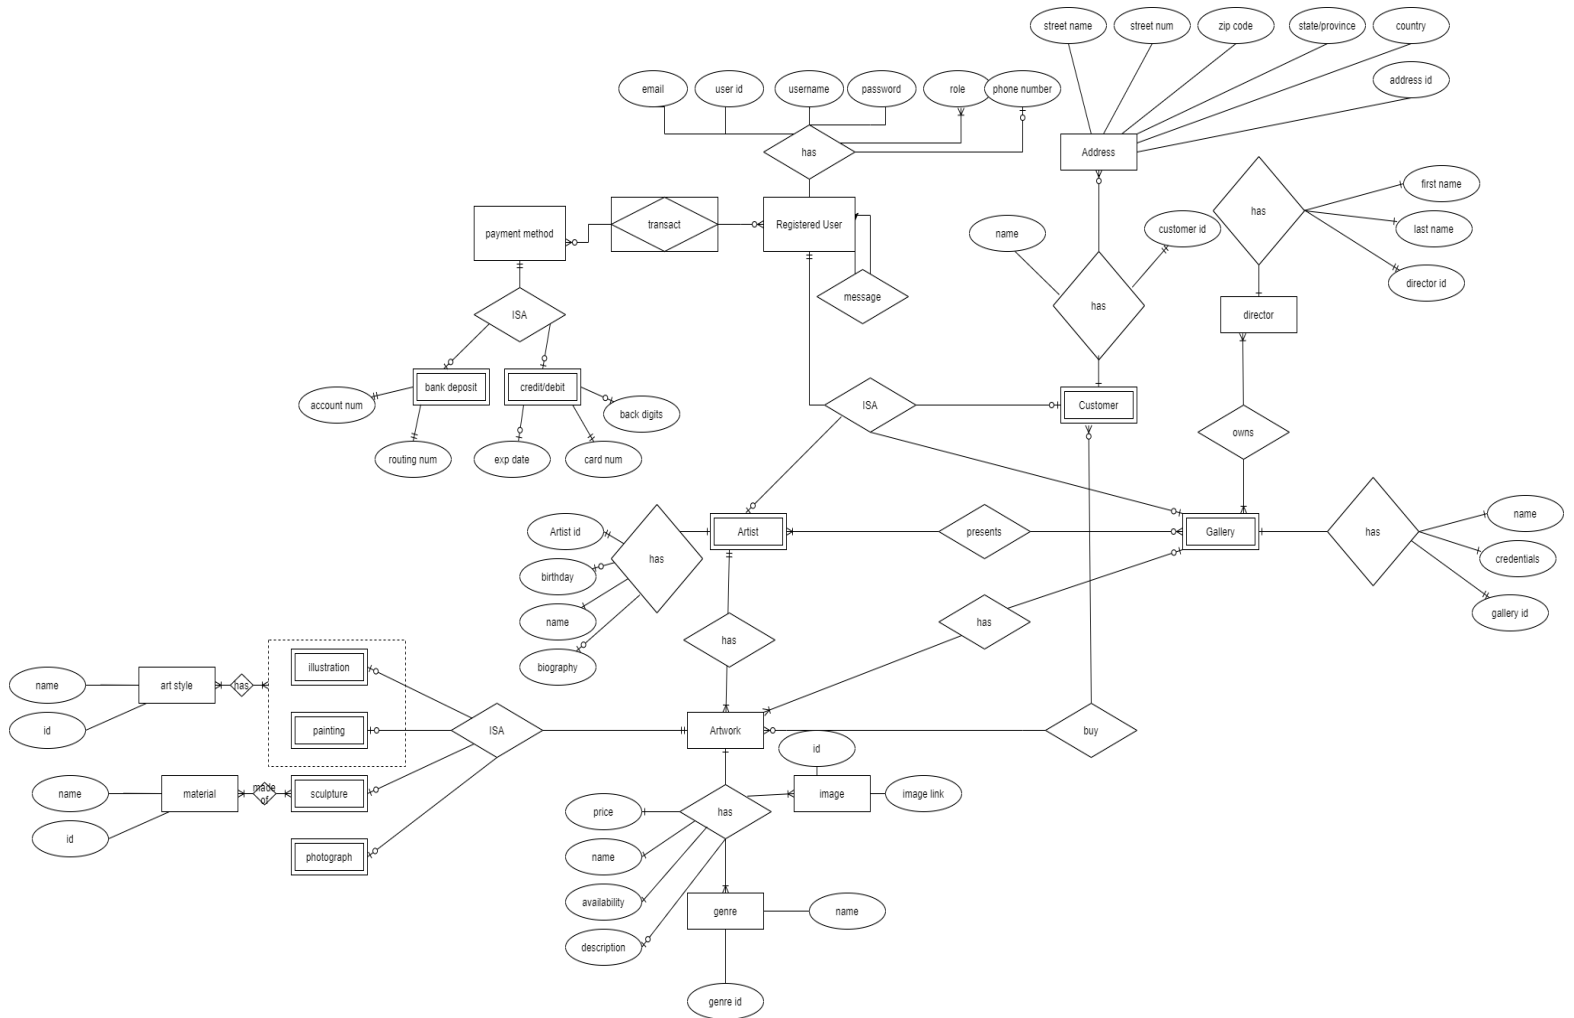 street name
street num
zip code
state/province
country
email
user id
username
password
role
phone number
address id
has
Address
first name
has
last name
director id
payment method
transact
Registered User
name
customer id
message
has
ISA
director
bank deposit
credit/debit
account num
back digits
routing num
exp date
card num
ISA
Customer
owns
Artist id
birthday
name
biography
has
Artist
presents
Gallery
has
name
credentials
gallery id
has
has
name
id
art style
has
illustration
painting
ISA
Artwork
buy
name
id
material
made
of
sculpture
photograph
id
image
image link
price
name
availability
description
has
genre
name
genre id